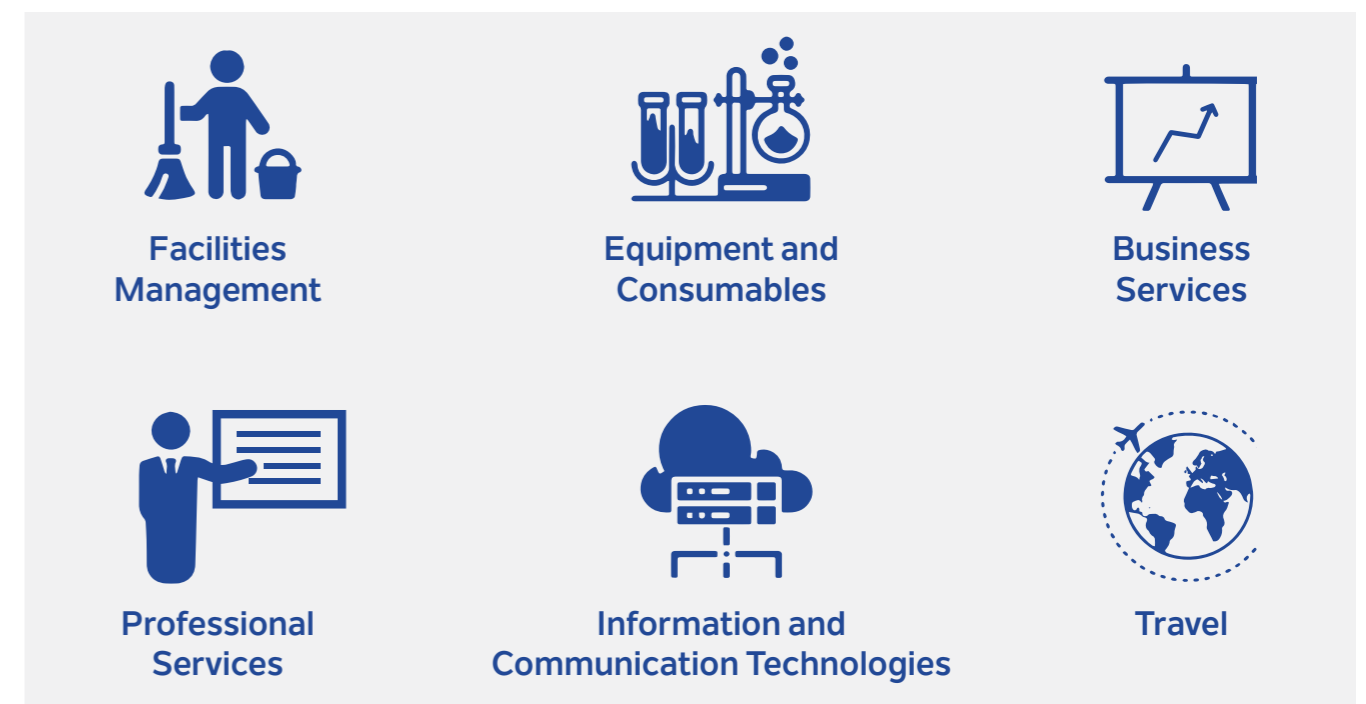 Facilities
Management
Equipment and
Consumables
Business
Services
Professional
Services
Information and
Communication Technologies
Travel